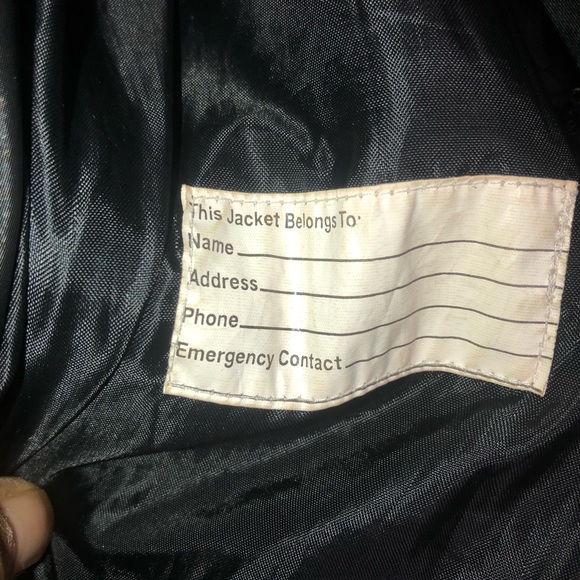 This Jacket Belongs To:
Name
Address
Phone
Emergency Contact